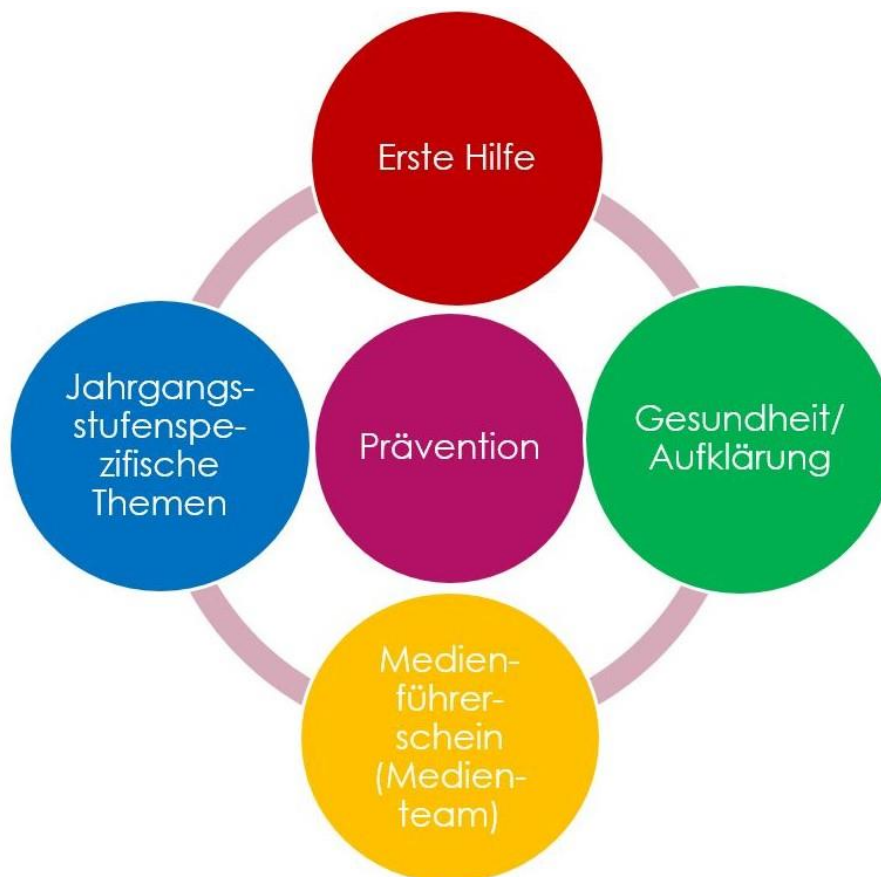 Erste Hilfe
Jahrgangs-
stufenspe-
zifische
Themen
Prävention
Gesundheit/
Aufklärung
Medien-
führer-
schein
(Medien-
team)